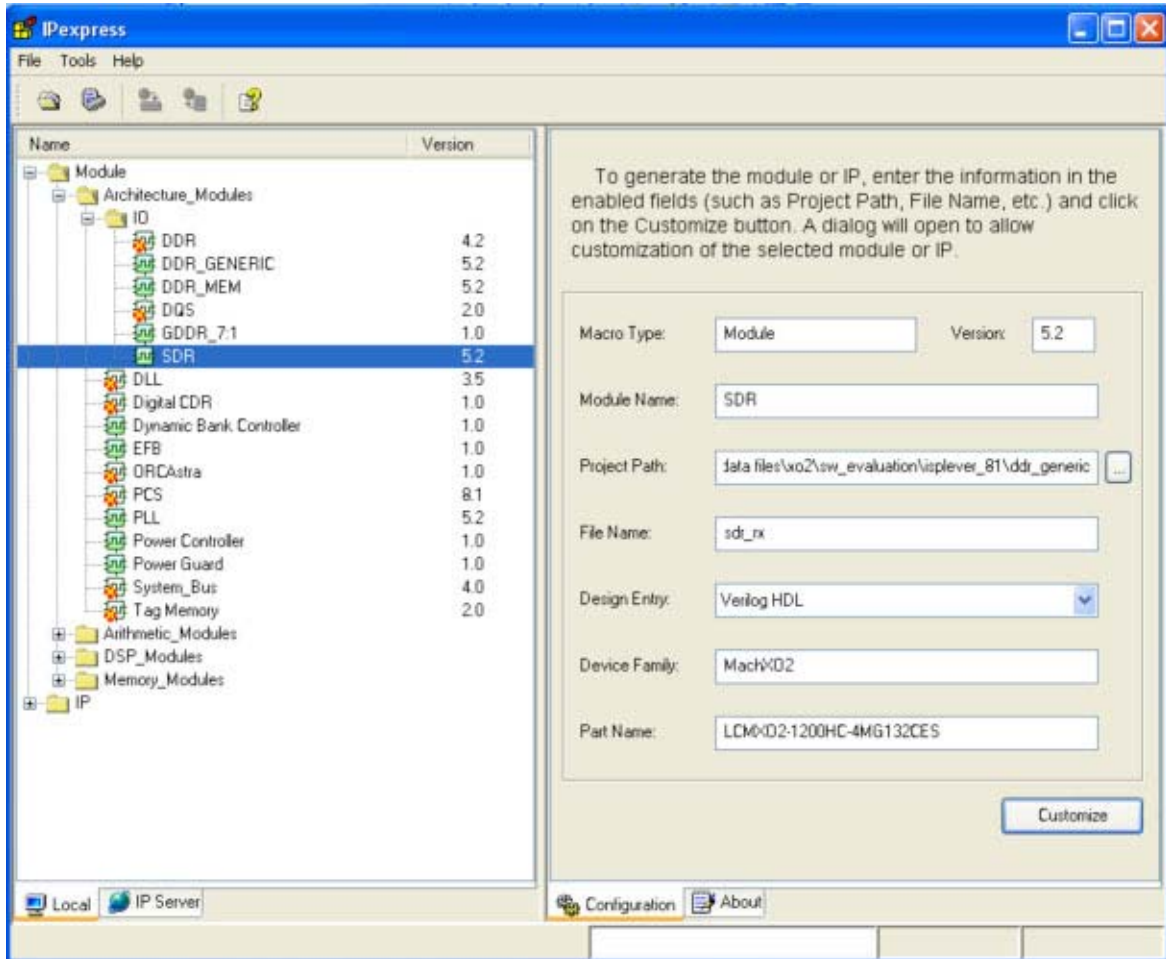 IPexpress
File Tools Help
Name Version
Module
Architecture_Modules
IO
DDR 4.2
DDR_GENERIC 5.2
DDR_MEM 5.2
DQS 2.0
GDDR_7:1 1.0
SDR 5.2
DLL 3.5
Digital CDR 1.0
Dynamic Bank Controller 1.0
EFB 1.0
ORCAstra 1.0
PCS 8.1
PLL 5.2
Power Controller 1.0
Power Guard 1.0
System_Bus 4.0
Tag Memory 2.0
Arithmetic_Modules
DSP_Modules
Memory_Modules
IP
Local IP Server
To generate the module or IP, enter the information in the
enabled fields (such as Project Path, File Name, etc.) and click
on the Customize button. A dialog will open to allow
customization of the selected module or IP.
Macro Type: Module Version: 5.2
Module Name: SDR
Project Path: data files\xo2\sw_evaluation\isplever_81\ddr_generic ...
File Name: sdr_rx
Design Entry: Verilog HDL
Device Family: MachXO2
Part Name: LCMXO2-1200HC-4MG132CES
Customize
Configuration About